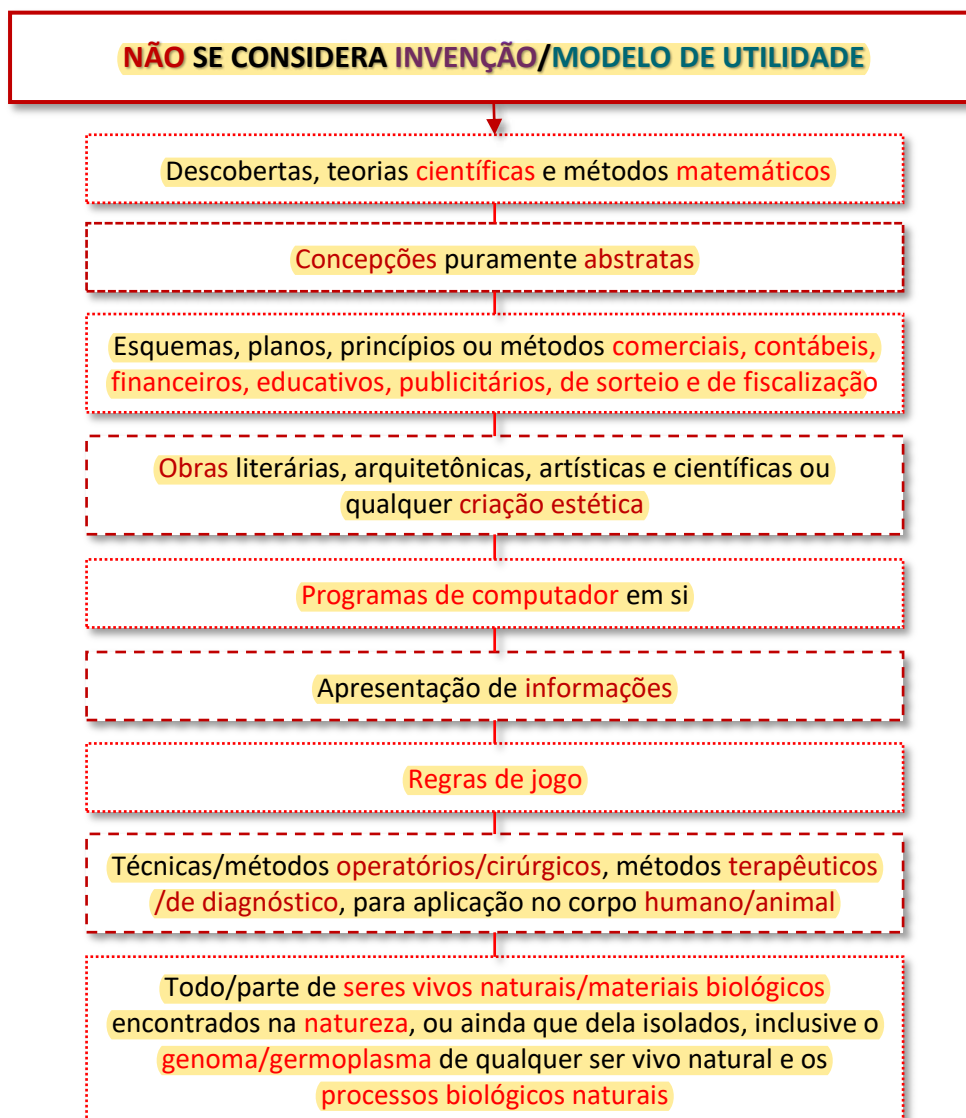 NÃO SE CONSIDERA INVENÇÃO/MODELO DE UTILIDADE
Descobertas, teorias científicas e métodos matemáticos
Concepções puramente abstratas
Esquemas, planos, princípios ou métodos comerciais, contábeis,
financeiros, educativos, publicitários, de sorteio e de fiscalização
Obras literárias, arquitetônicas, artísticas e científicas ou
qualquer criação estética
Programas de computador em si
Apresentação de informações
Regras de jogo
Técnicas/métodos operatórios/cirúrgicos, métodos terapêuticos
/de diagnóstico, para aplicação no corpo humano/animal
Todo/parte de seres vivos naturais/materiais biológicos
encontrados na natureza, ou ainda que dela isolados, inclusive o
genoma/germoplasma de qualquer ser vivo natural e os
processos biológicos naturais